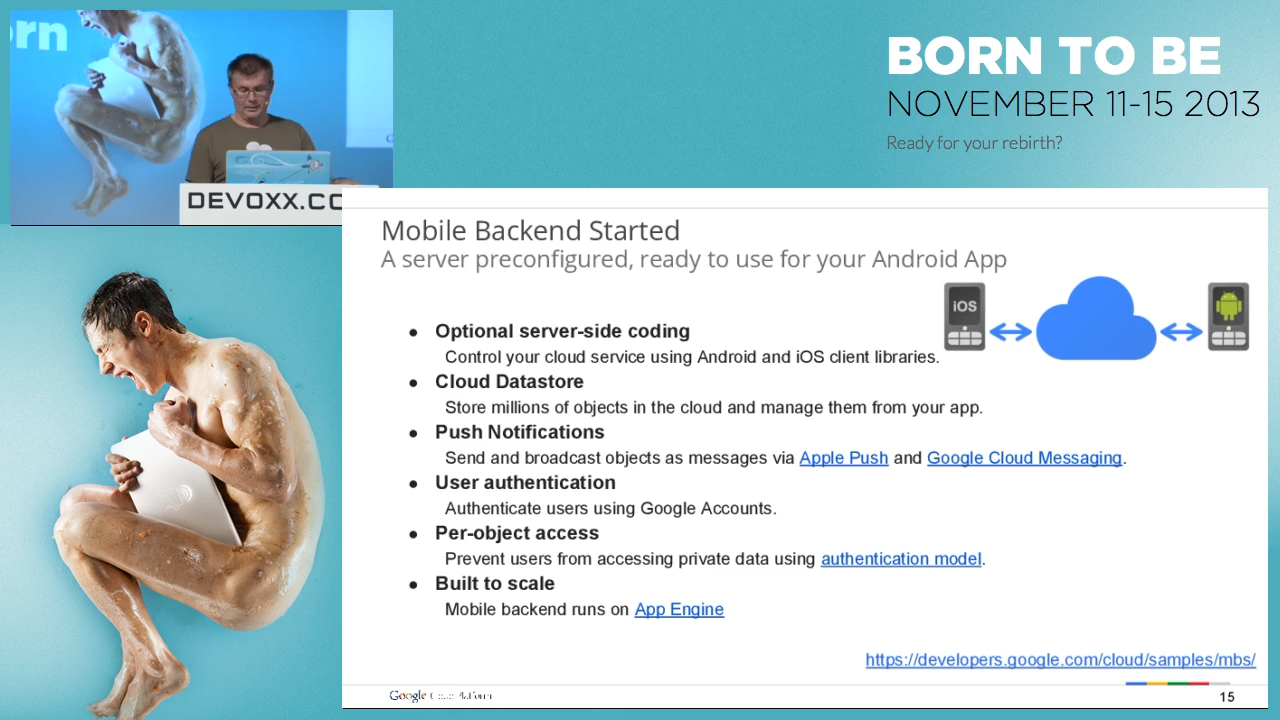 orn
DEVOXX.CO
BORN TO BE
NOVEMBER 11-15 2013
Ready for your rebirth?
Mobile Backend Started
A server preconfigured, ready to use for your Android App
iOS
● Optional server-side coding
Control your cloud service using Android and iOS client libraries.
● Cloud Datastore
Store millions of objects in the cloud and manage them from your app.
● Push Notifications
Send and broadcast objects as messages via Apple Push and Google Cloud Messaging.
● User authentication
Authenticate users using Google Accounts.
● Per-object access
Prevent users from accessing private data using authentication model.
● Built to scale
Mobile backend runs on App Engine
https://developers.google.com/cloud/samples/mbs/
Google
15